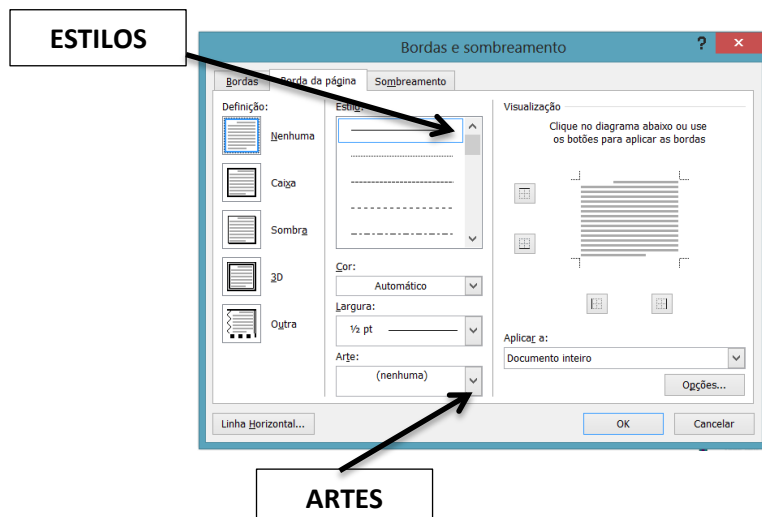 ESTILOS
Bordas e sombreamento
?
×
Bordas
Borda da página
Sombreamento
Definição:
Nenhuma
Caixa
Sombra
3D
Outra
Estilo:
Cor:
Automático
Largura:
½ pt
Arte:
(nenhuma)
Visualização
Clique no diagrama abaixo ou use
os botões para aplicar as bordas
Aplicar a:
Documento inteiro
Opções...
Linha Horizontal...
OK
Cancelar
ARTES